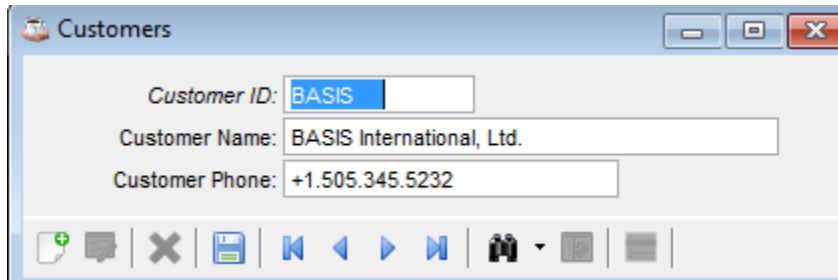 Customers
Customer ID: BASIS
Customer Name: BASIS International, Ltd.
Customer Phone: +1.505.345.5232